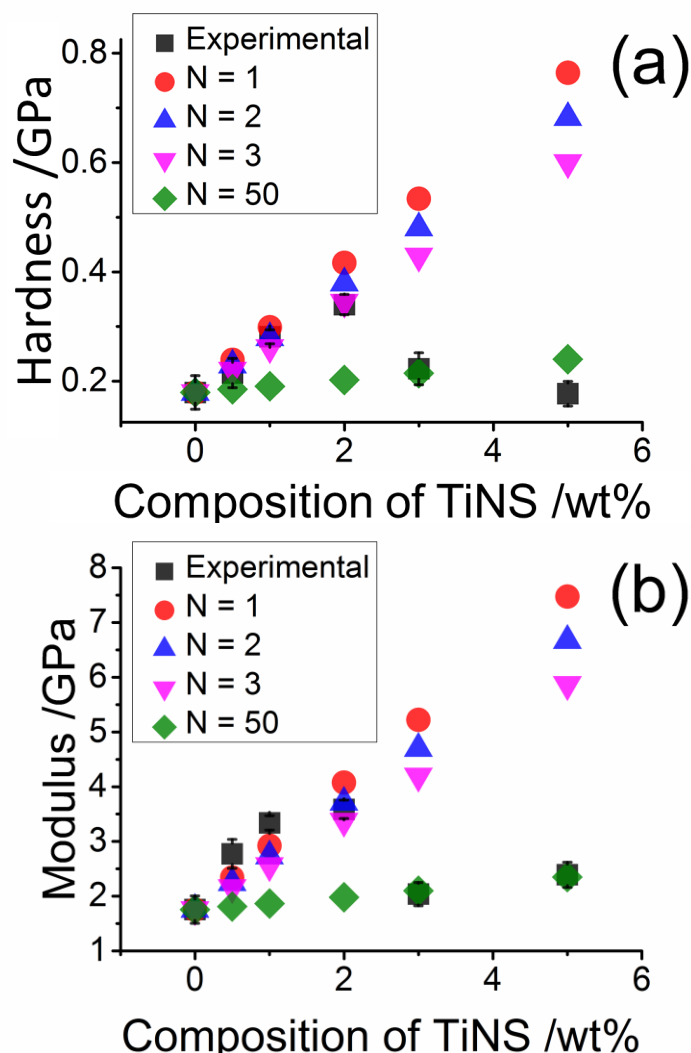 (a)
Experimental
N = 1
N = 2
N = 3
N = 50
Hardness /GPa
0.8
0.6
0.4
0.2
0 2 4 6
Composition of TiNS /wt%
(b)
Experimental
N = 1
N = 2
N = 3
N = 50
Modulus /GPa
8
7
6
5
4
3
2
1
0 2 4 6
Composition of TiNS /wt%